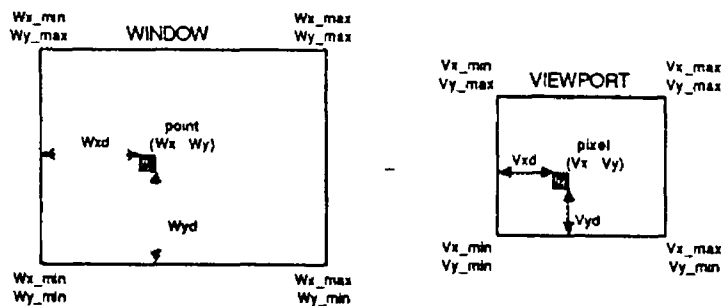 Wx_min
Wy_max
WINDOW
Wx_max
Wy_max
point
(Wx Wy)
Wxd
Wyd
Wx_min
Wy_min
Wx_max
Wy_min
Vx_min
Vy_max
VIEWPORT
Vx_max
Vy_max
pixel
(Vx Vy)
Vxd
Vyd
Vx_min
Vy_min
Vx_max
Vy_min